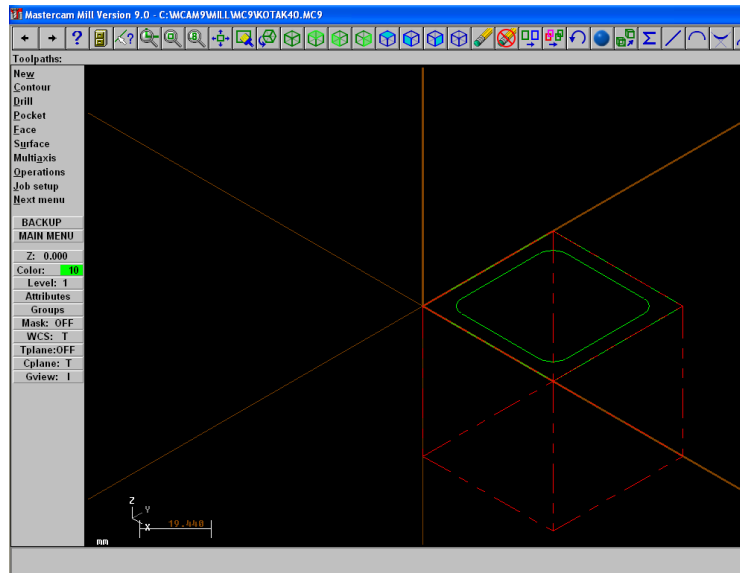 Mastercam Mill Version 9.0 - C:\MCAM9\MILL\MC9\KOTAK40.MC9
Toolpaths:
New
Contour
Drill
Pocket
Face
Surface
Multiaxis
Operations
Job setup
Next menu
BACKUP
MAIN MENU
Z: 0.000
Color: 10
Level: 1
Attributes
Groups
Mask: OFF
WCS: T
Tplane:OFF
Cplane: T
Gview: I
Z
Y
X
19.440
mm